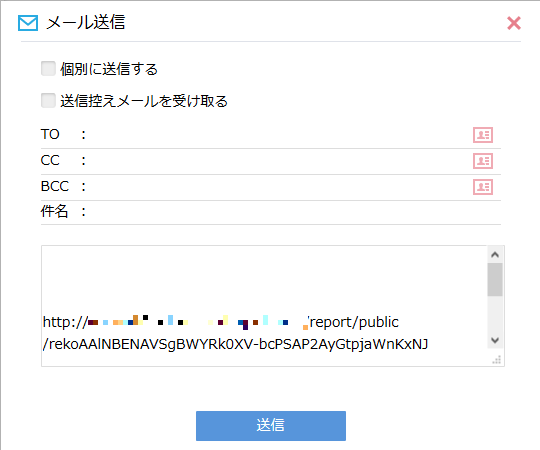 メール送信
個別に送信する
送信控えメールを受け取る
TO :
CC :
BCC :
件名 :
http:// /report/public
/rekoAAlNBENAVSgBWYRk0XV-bcPSAP2AyGtpjaWnKxNJ
送信